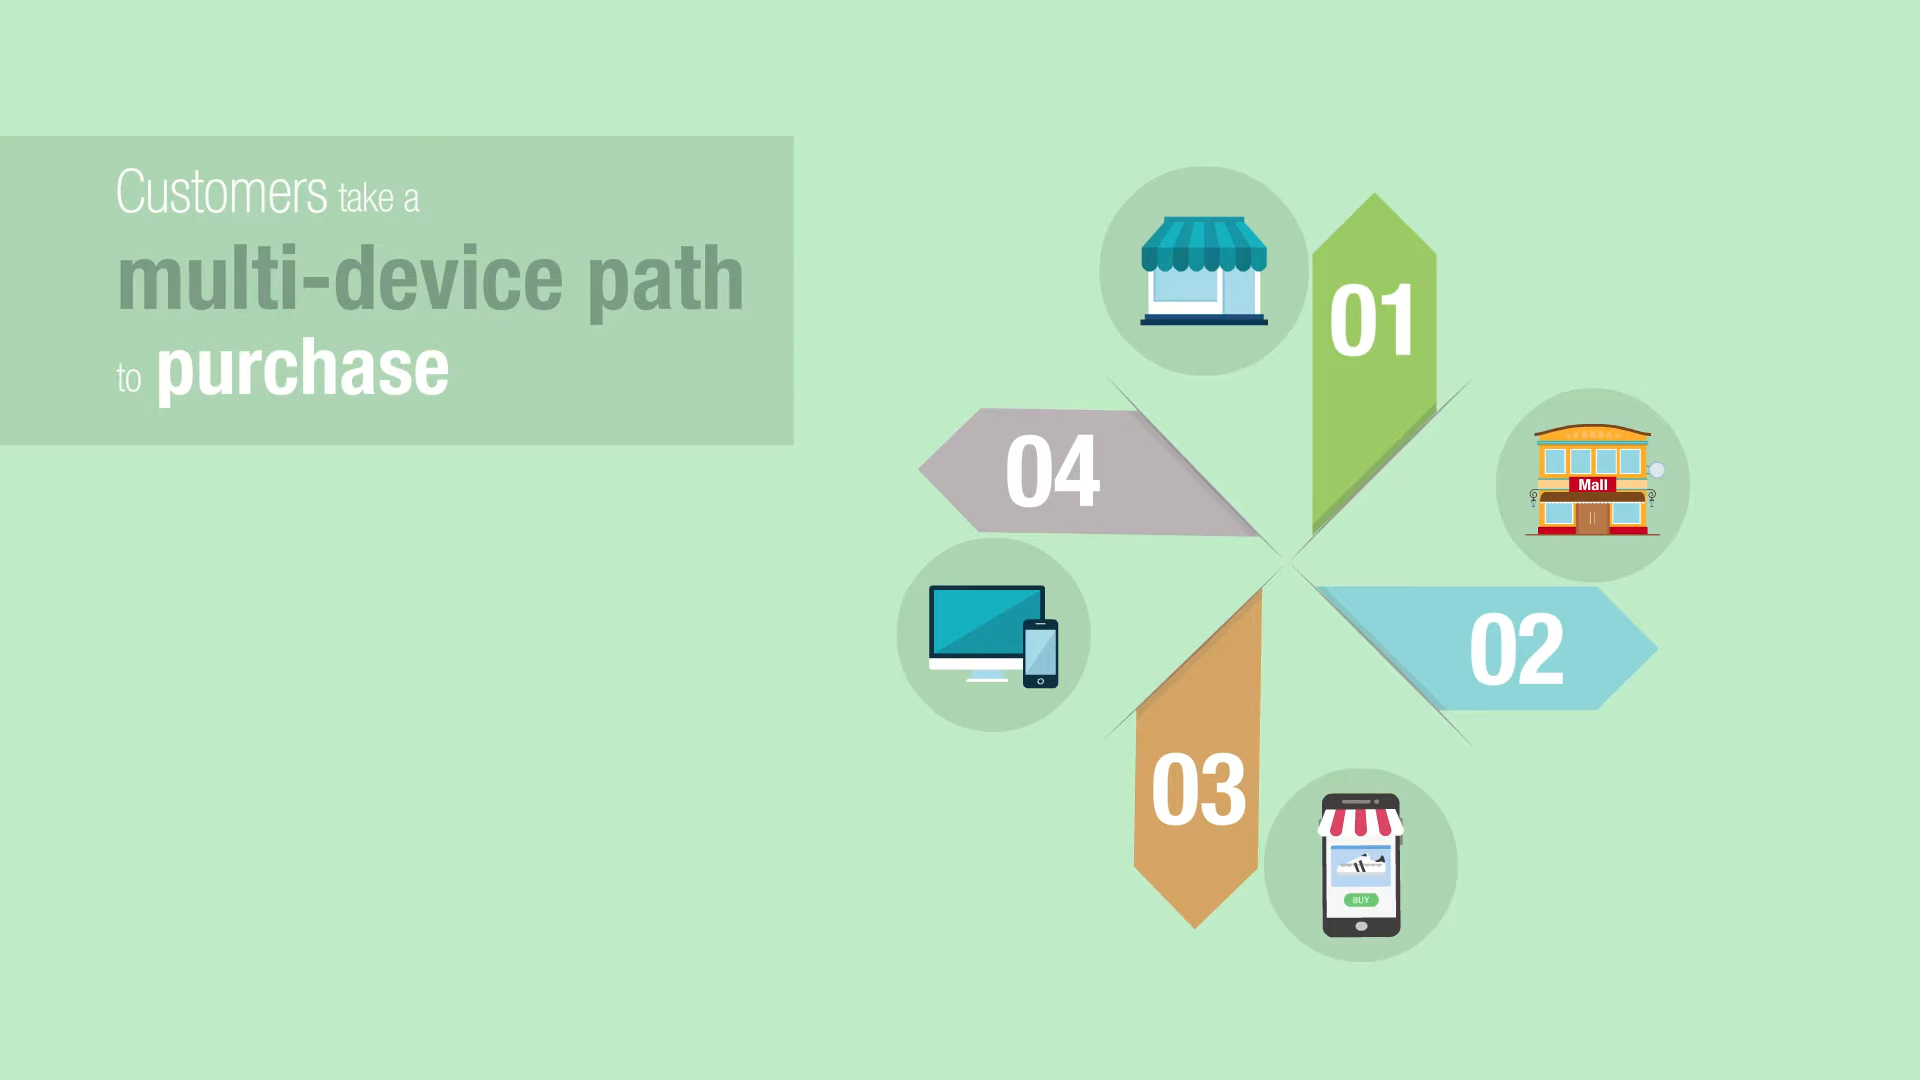 Customers take a
multi-device path
to purchase
01
Mall
04
02
03
BUY